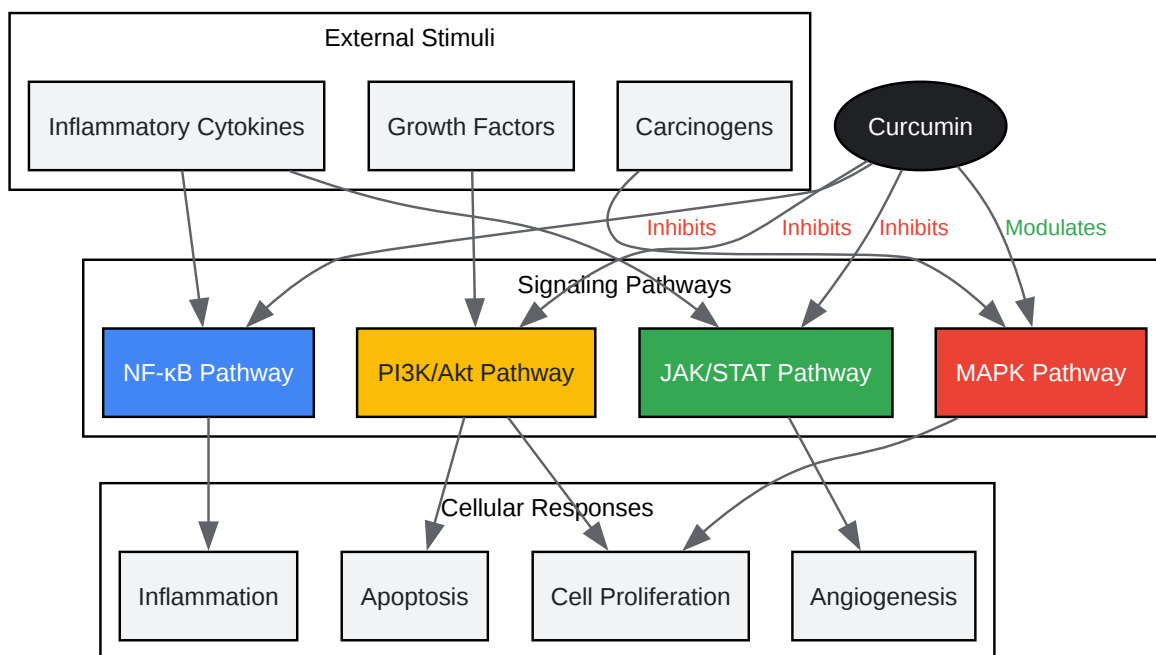 External Stimuli
Inflammatory Cytokines
Growth Factors
Carcinogens
Curcumin
Inhibits
Inhibits
Inhibits
Modulates
Signaling Pathways
NF-κB Pathway
PI3K/Akt Pathway
JAK/STAT Pathway
MAPK Pathway
Cellular Responses
Inflammation
Apoptosis
Cell Proliferation
Angiogenesis